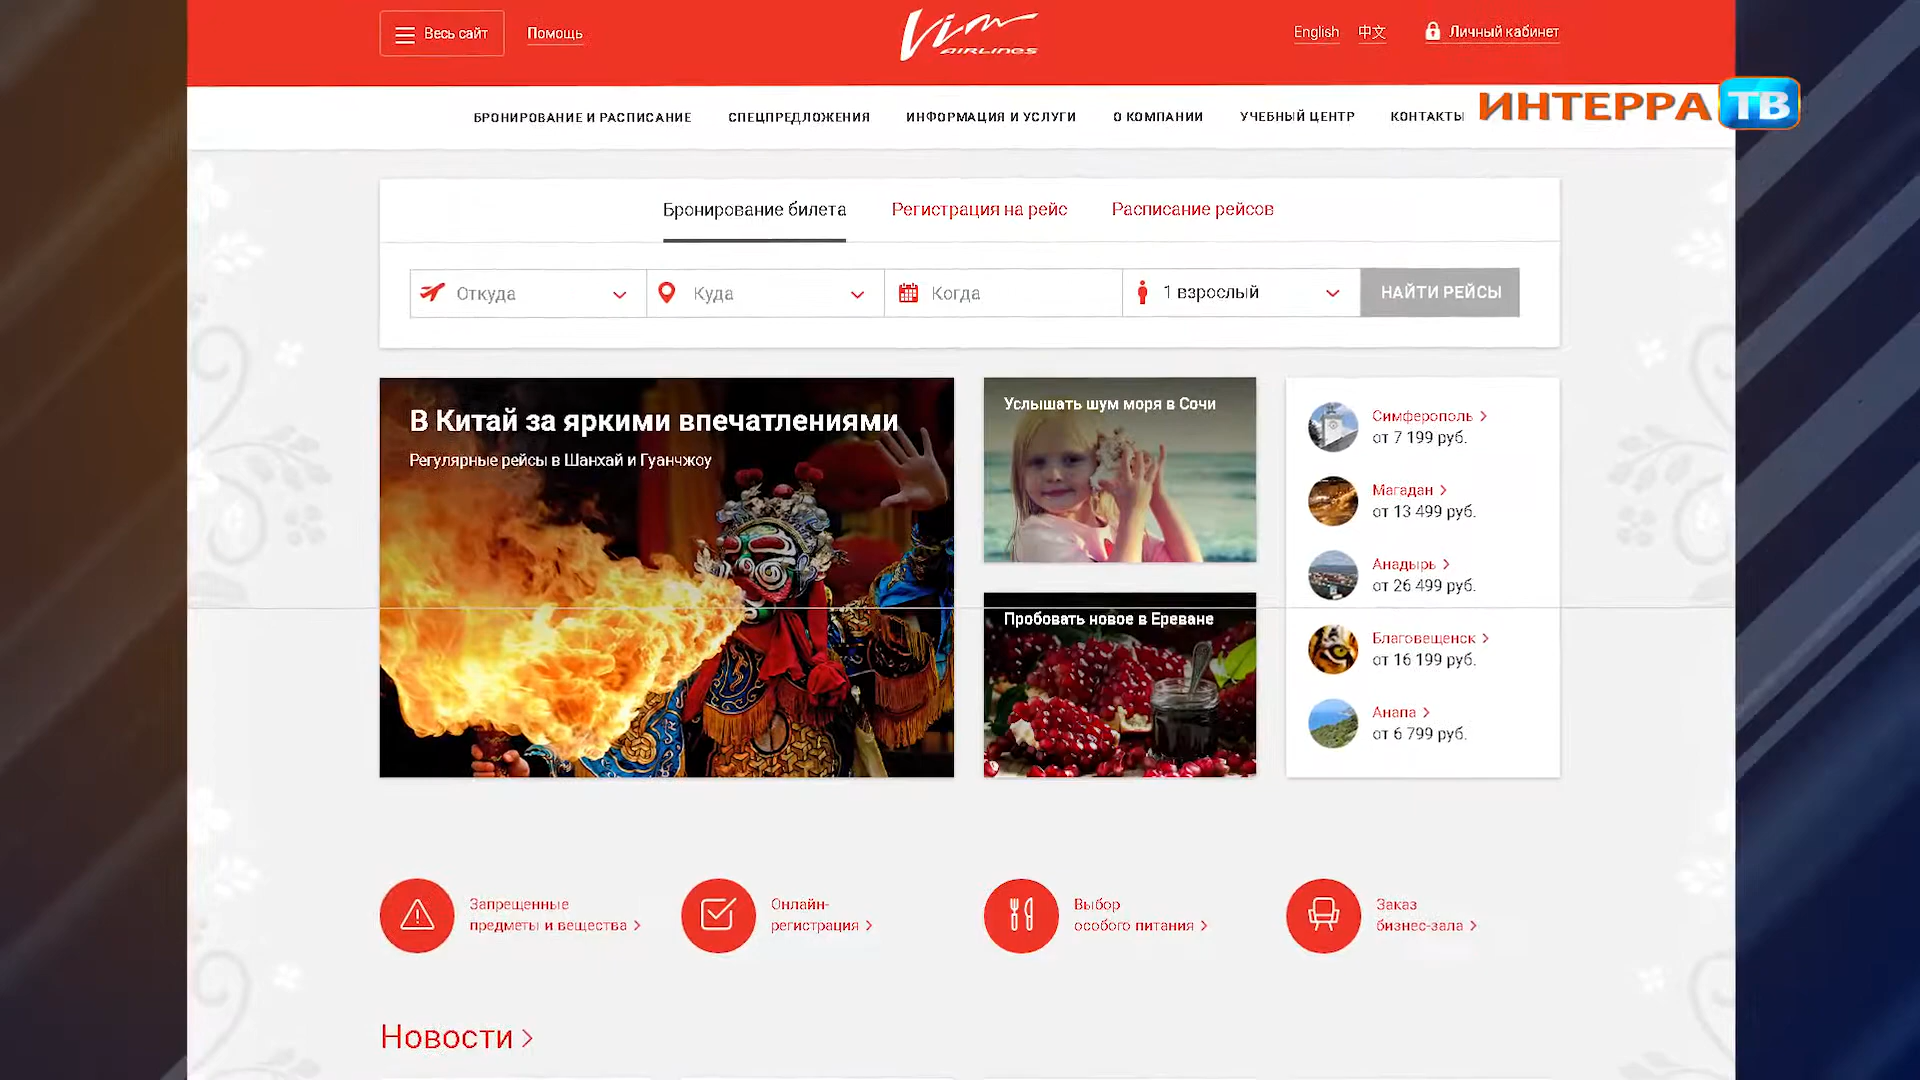 Весь сайт
Помощь
Vim
AIRLINES
English
中文
Личный кабинет
ИНТЕРРА ТВ
БРОНИРОВАНИЕ И РАСПИСАНИЕ
СПЕЦПРЕДЛОЖЕНИЯ
ИНФОРМАЦИЯ И УСЛУГИ
О КОМПАНИИ
УЧЕБНЫЙ ЦЕНТР
КОНТАКТЫ
Бронирование билета
Регистрация на рейс
Расписание рейсов
Откуда
Куда
Когда
1 взрослый
НАЙТИ РЕЙСЫ
В Китай за яркими впечатлениями
Регулярные рейсы в Шанхай и Гуанчжоу
Услышать шум моря в Сочи
Пробовать новое в Ереване
Симферополь
от 7 199 руб.
Магадан
от 13 499 руб.
Анадырь
от 26 499 руб.
Благовещенск
от 16 199 руб.
Анапа
от 6 799 руб.
Запрещенные
предметы и вещества
Онлайн-
регистрация
Выбор
особого питания
Заказ
бизнес-зала
Новости